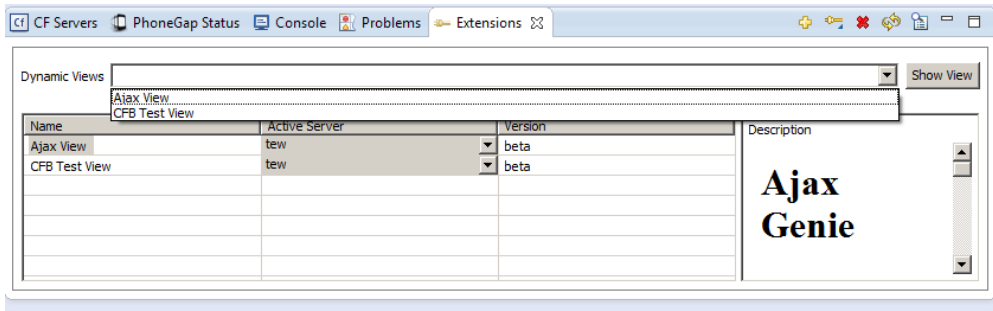 Cf CF Servers PhoneGap Status Console Problems Extensions
Dynamic Views Show View
Ajax View
CFB Test View
Name Active Server Version Description
Ajax View tew beta
CFB Test View tew beta
Ajax
Genie